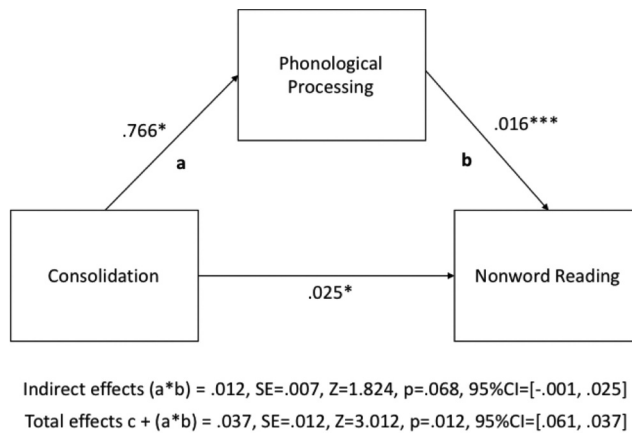 Phonological
Processing
.766*
.016***
a
b
Consolidation
Nonword Reading
.025*
Indirect effects (a*b) = .012, SE=.007, Z=1.824, p=.068, 95%CI=[-.001, .025]
Total effects c + (a*b) = .037, SE=.012, Z=3.012, p=.012, 95%CI=[.061, .037]